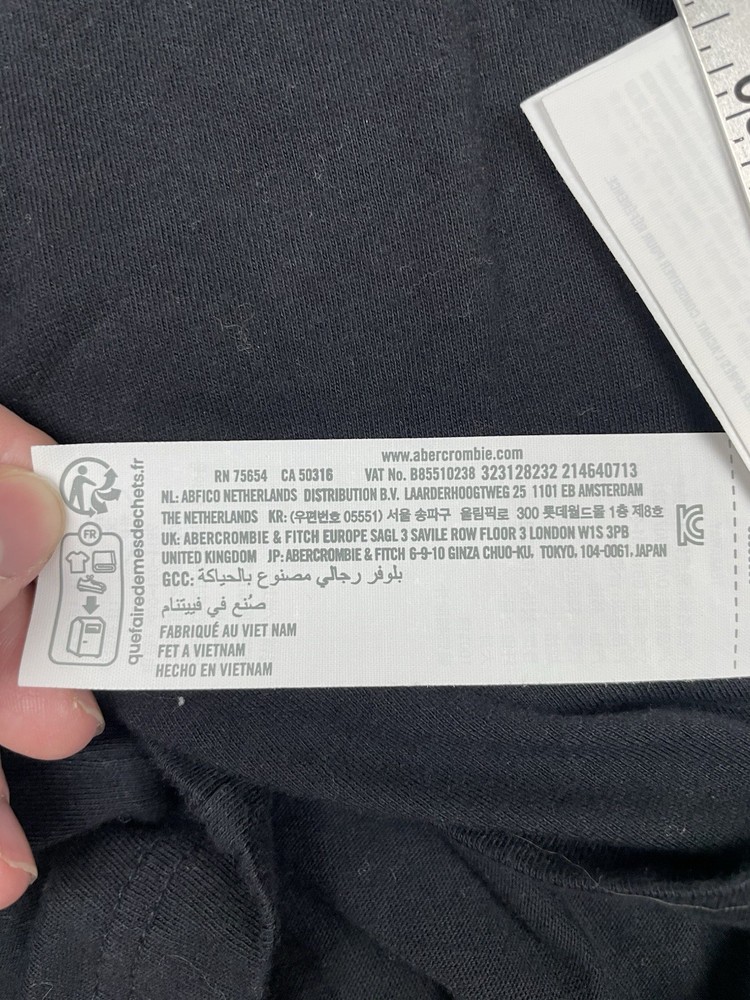 www.abercrombie.com
RN 75654 CA 50316 VAT No. B85510238 323128232 214640713
NL: ABFICO NETHERLANDS DISTRIBUTION B.V. LAARDERHOOGTWEG 25 1101 EB AMSTERDAM
THE NETHERLANDS KR: (우편번호 05551) 서울 송파구 올림픽로 300 롯데월드몰 1층 제8호
UK: ABERCROMBIE & FITCH EUROPE SAGL 3 SAVILE ROW FLOOR 3 LONDON W1S 3PB
UNITED KINGDOM JP: ABERCROMBIE & FITCH 6-9-10 GINZA CHUO-KU, TOKYO, 104-0061, JAPAN
GCC: بلوفر رجالي مصنوع بالحياكة
صُنع في فييتنام
FABRIQUÉ AU VIET NAM
FET A VIETNAM
HECHO EN VIETNAM
quefairedemesdechets.fr
FR